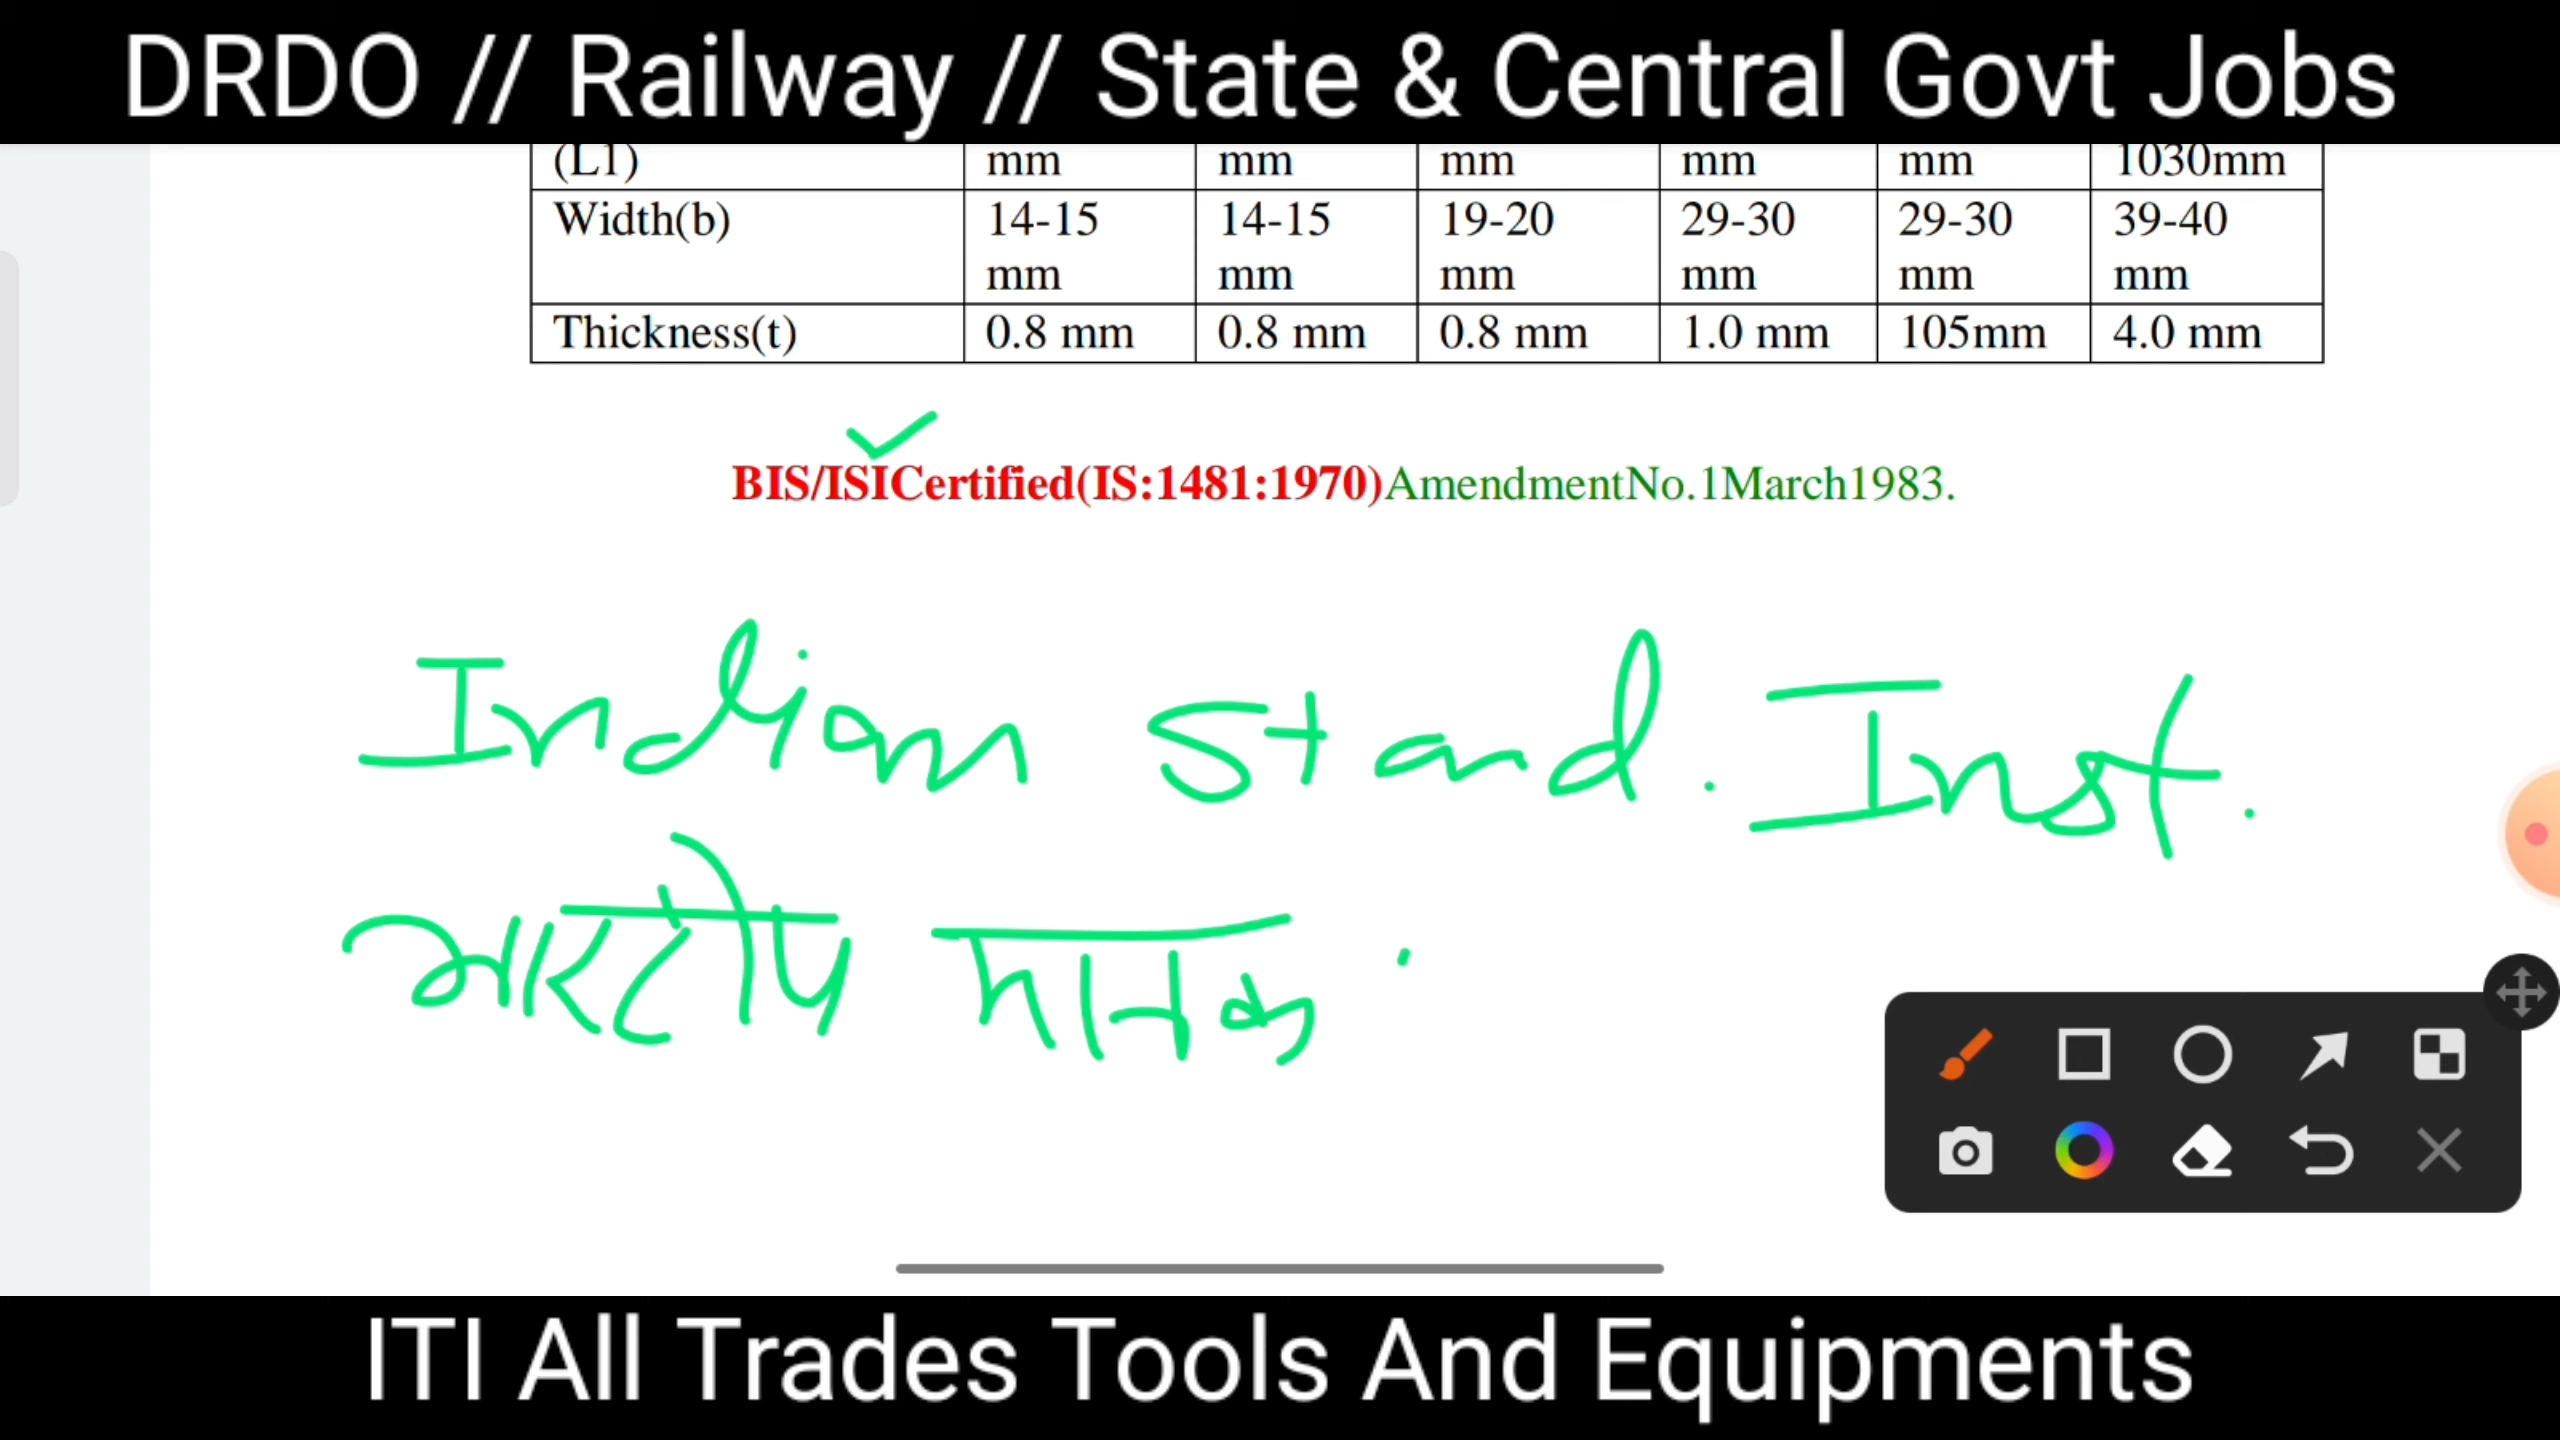 DRDO // Railway // State & Central Govt Jobs
(L1) mm mm mm mm mm 1030mm
Width(b) 14-15 mm 14-15 mm 19-20 mm 29-30 mm 29-30 mm 39-40 mm
Thickness(t) 0.8 mm 0.8 mm 0.8 mm 1.0 mm 105mm 4.0 mm
BIS/ISICertified(IS:1481:1970)AmendmentNo.1March1983.
Indian Stand. Inst.
भारतीय मानक
ITI All Trades Tools And Equipments